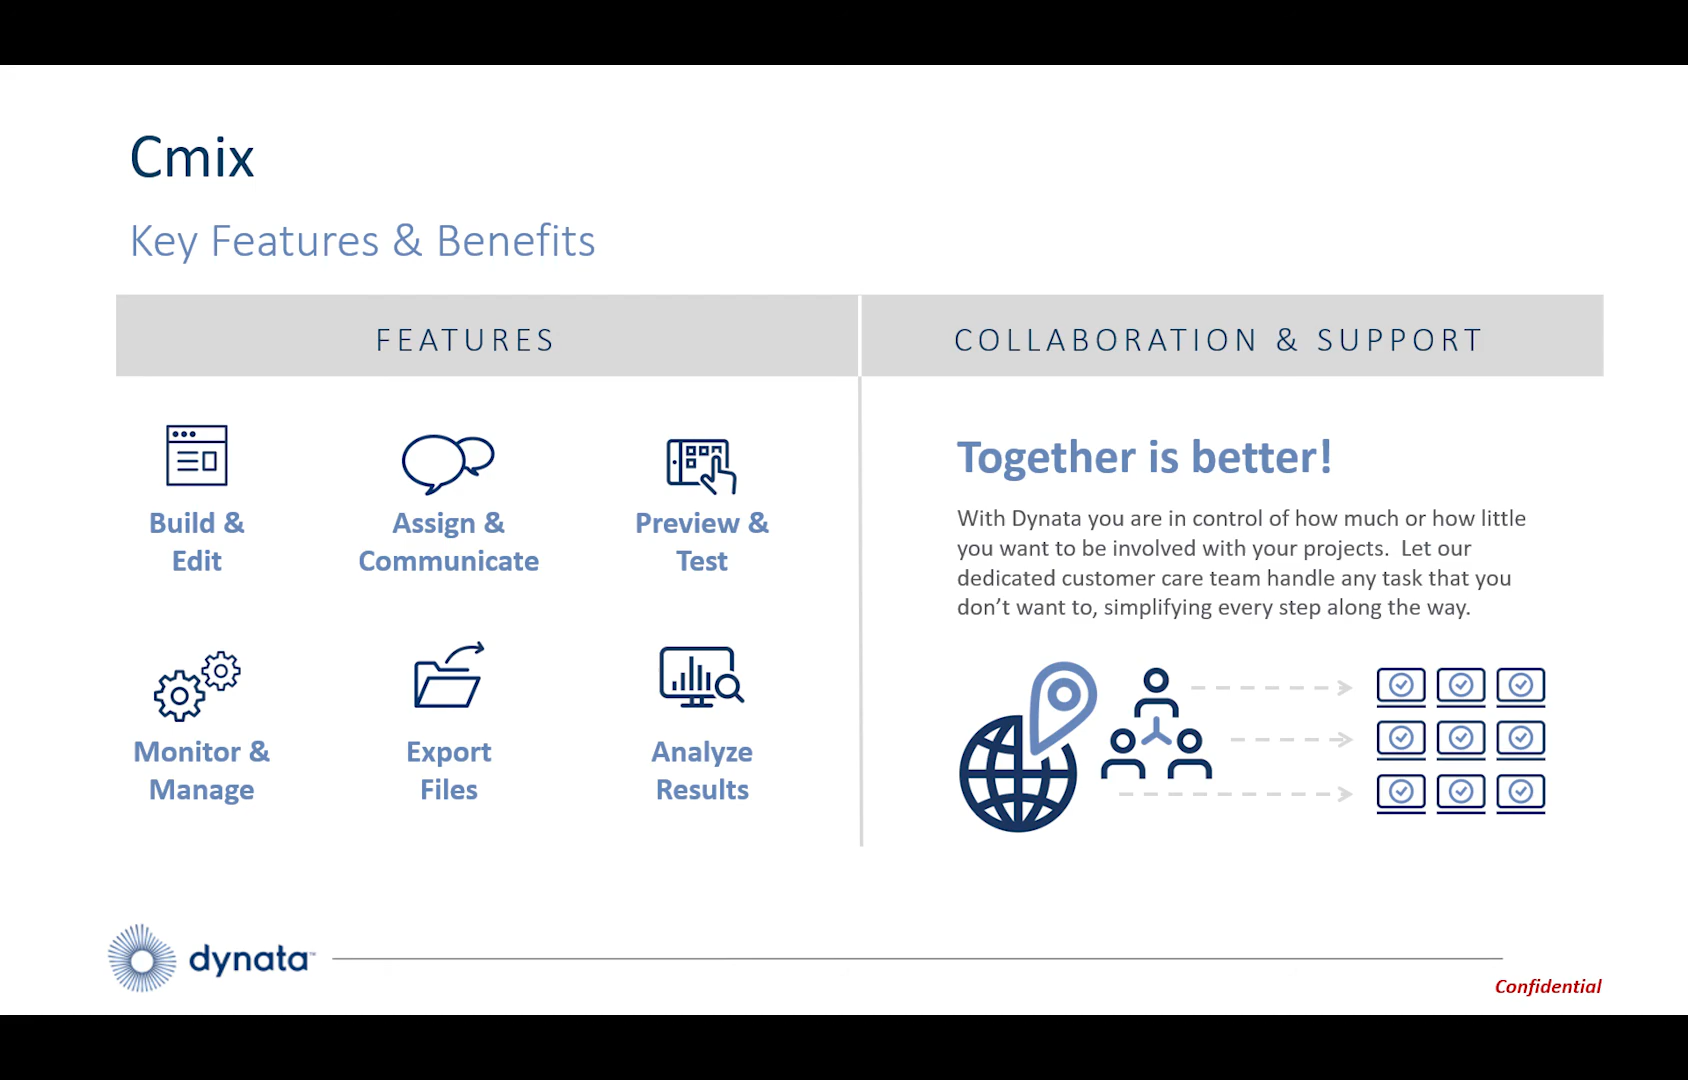 Cmix
Key Features & Benefits
FEATURES
COLLABORATION & SUPPORT
Build &
Edit
Assign &
Communicate
Preview &
Test
Monitor &
Manage
Export
Files
Analyze
Results
Together is better!
With Dynata you are in control of how much or how little
you want to be involved with your projects.  Let our
dedicated customer care team handle any task that you
don’t want to, simplifying every step along the way.
dynata™
Confidential